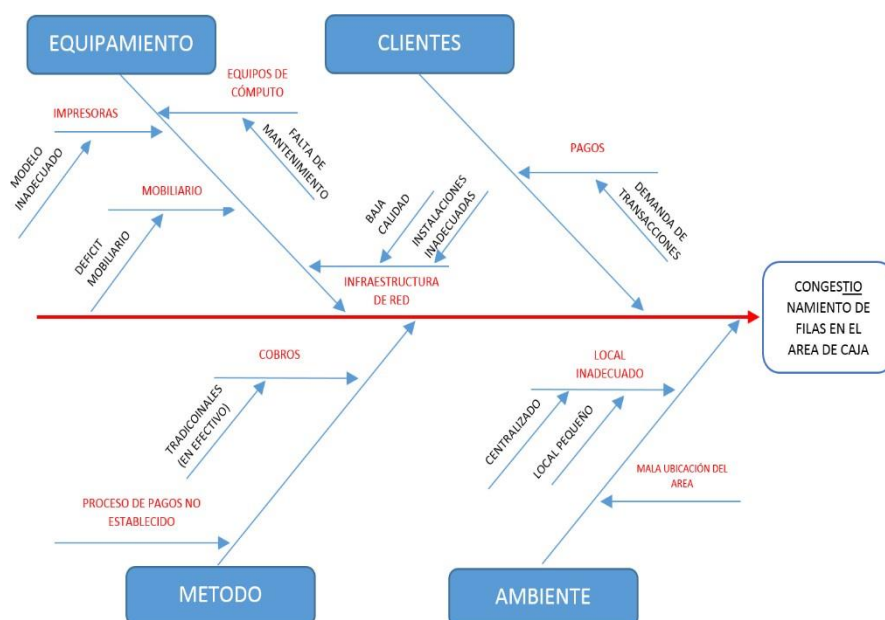 EQUIPAMIENTO
CLIENTES
EQUIPOS DE
CÓMPUTO
IMPRESORAS
MODELO
INADECUADO
FALTA DE
MANTENIMIENTO
PAGOS
MOBILIARIO
DEFICIT
MOBILIARIO
BAJA
CALIDAD
INSTALACIONES
INADECUADAS
DEMANDA DE
TRANSACCIONES
INFRAESTRUCTURA
DE RED
CONGESTIO
NAMIENTO DE
FILAS EN EL
AREA DE CAJA
COBROS
TRADICOINALES
(EN EFECTIVO)
LOCAL
INADECUADO
CENTRALIZADO
LOCAL PEQUEÑO
MALA UBICACIÓN DEL
AREA
PROCESO DE PAGOS NO
ESTABLECIDO
METODO
AMBIENTE